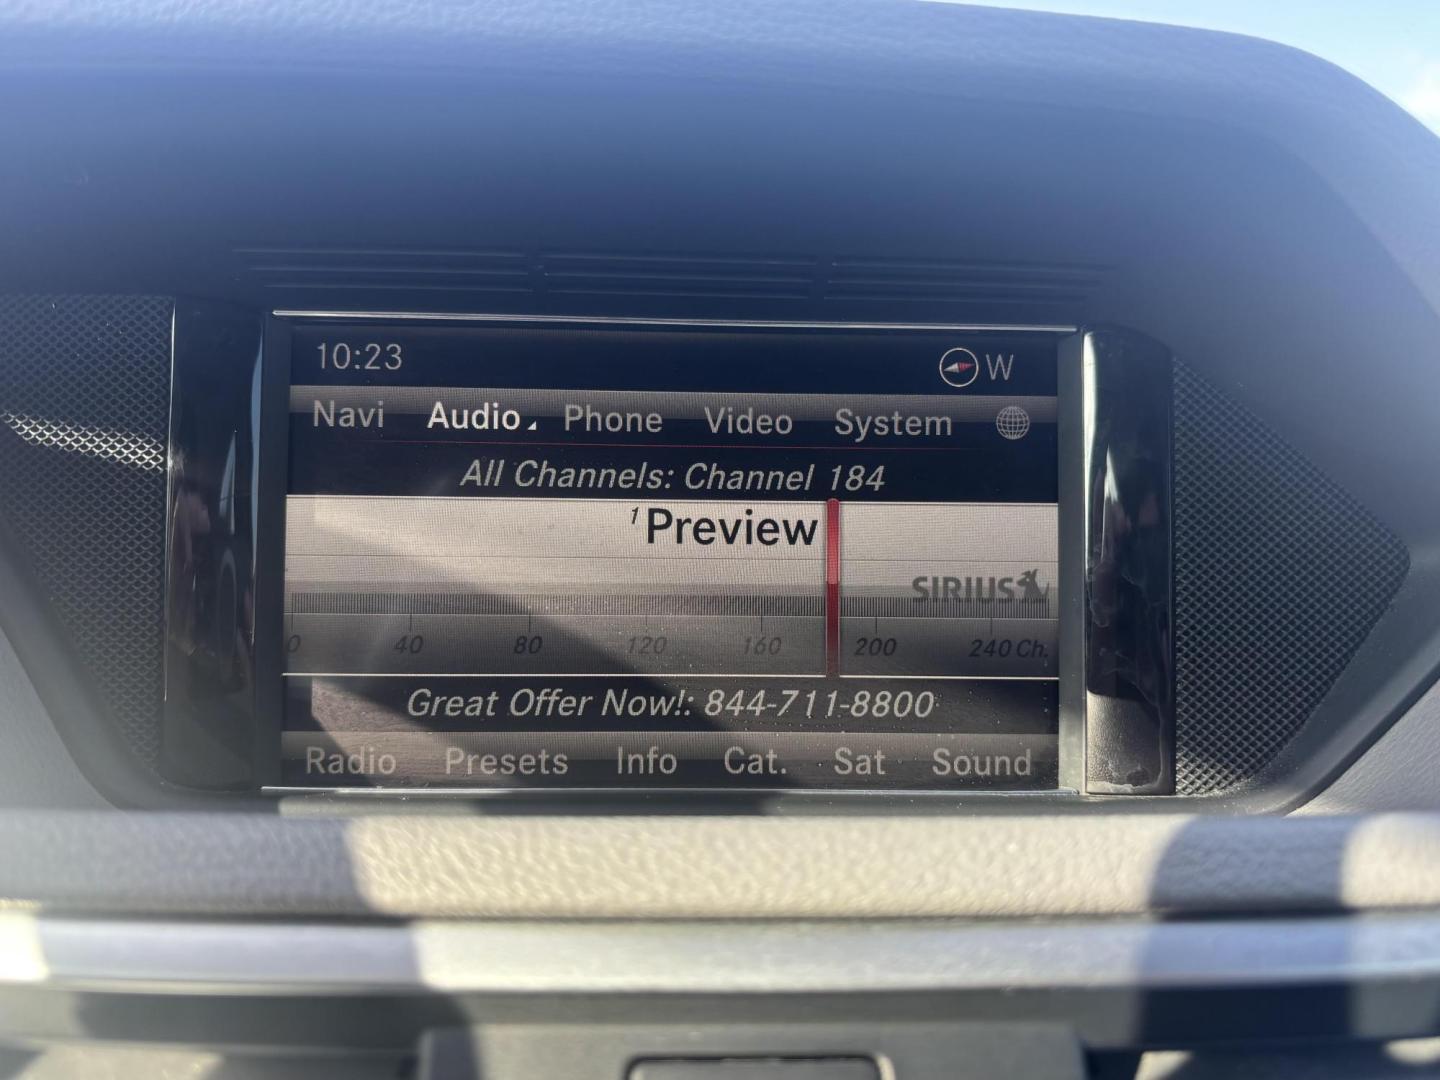 10:23 W
Navi Audio Phone Video System
All Channels: Channel 184
1 Preview
SIRIUS
0 40 80 120 160 200 240 Ch.
Great Offer Now!: 844-711-8800
Radio Presets Info Cat. Sat Sound